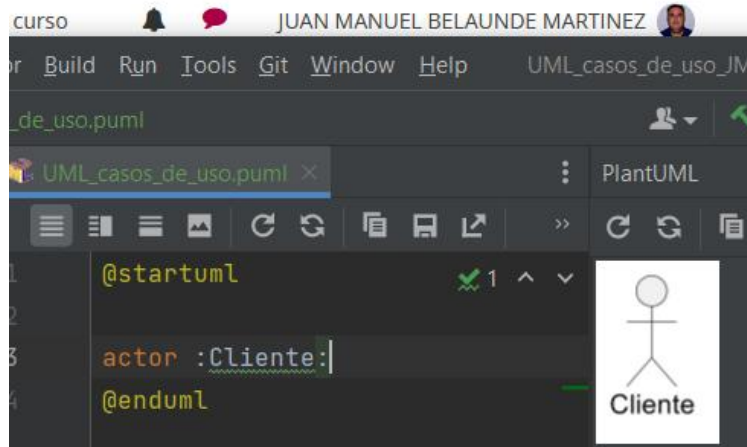 curso JUAN MANUEL BELAUNDE MARTINEZ
Build Run Tools Git Window Help UML_casos_de_uso_JM
_de_uso.puml
UML_casos_de_uso.puml PlantUML
1 @startuml 1
2
3 actor :Cliente:
4 @enduml
Cliente